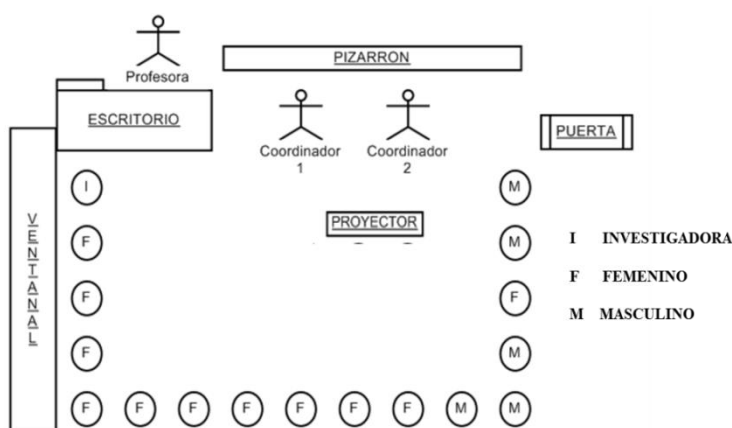 PIZARRON
Profesora
ESCRITORIO
Coordinador
1
Coordinador
2
PUERTA
VENTANAL
I
M
PROYECTOR
F
M
I INVESTIGADORA
F
F
F FEMENINO
M MASCULINO
F
M
F
F
F
F
F
F
F
M
M